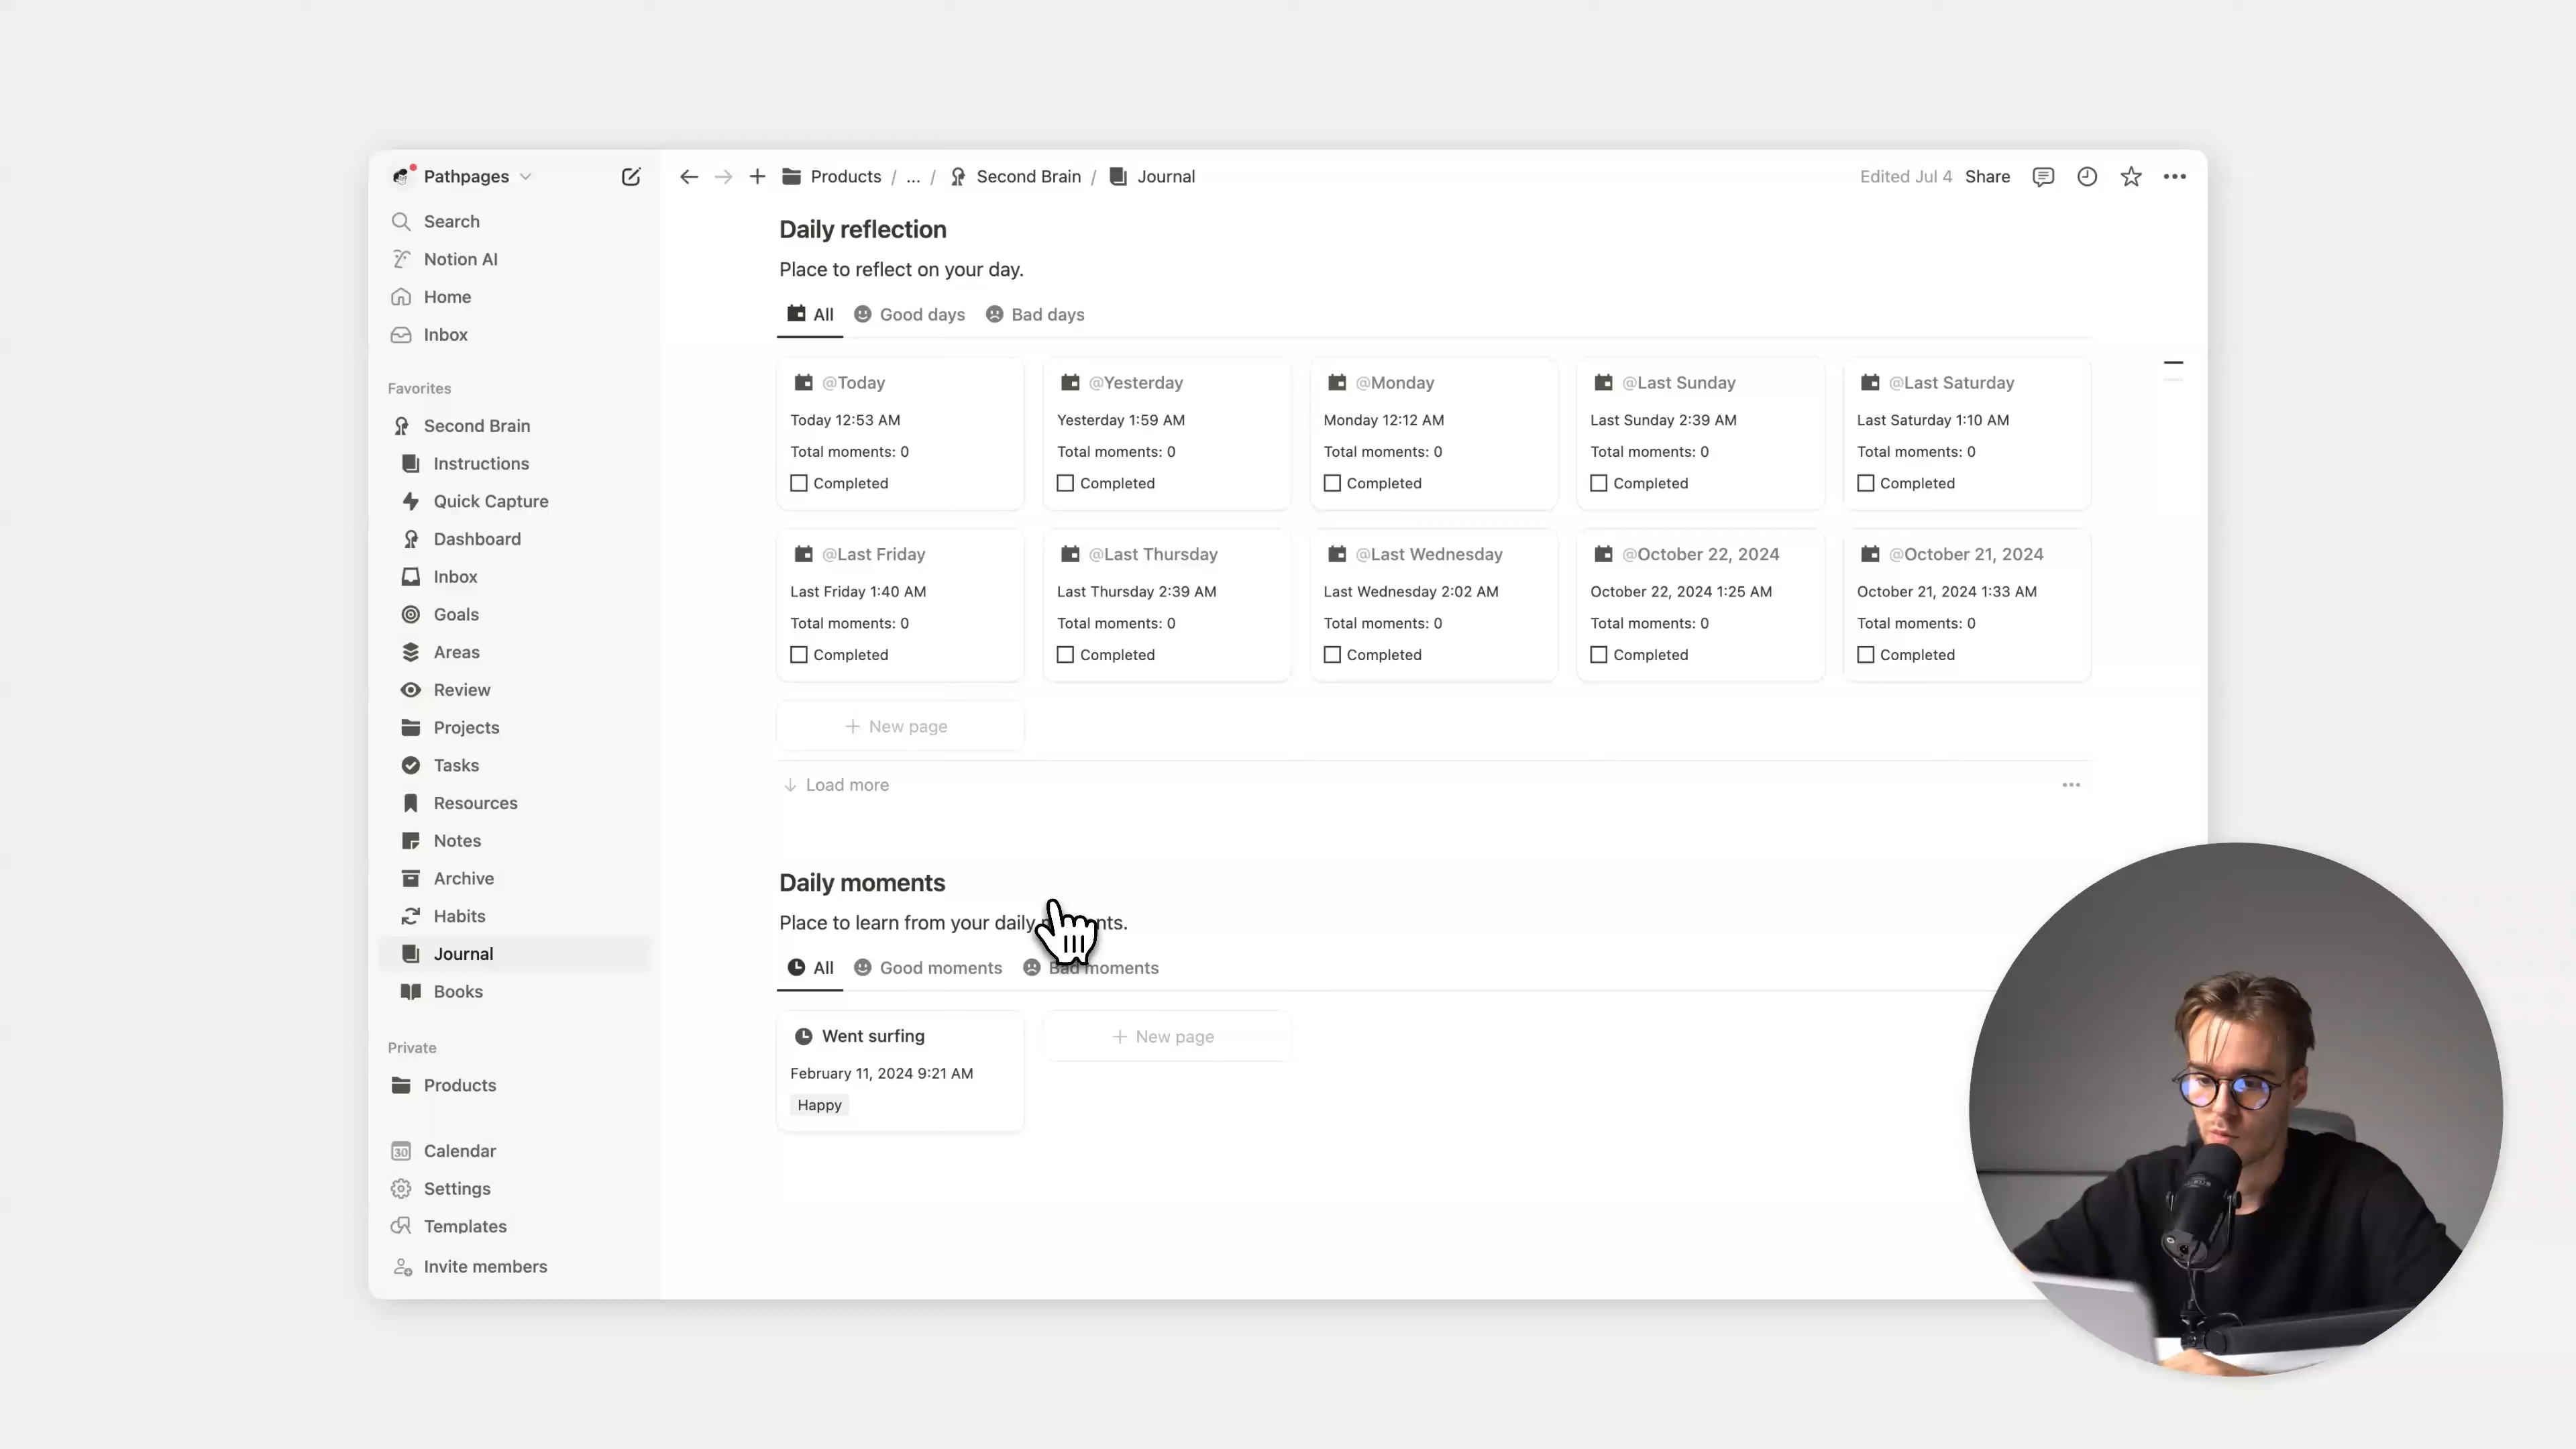 Pathpages
Search
Notion AI
Home
Inbox
Favorites
Second Brain
Instructions
Quick Capture
Dashboard
Inbox
Goals
Areas
Review
Projects
Tasks
Resources
Notes
Archive
Habits
Journal
Books
Private
Products
30 Calendar
Settings
Templates
Invite members
Products / ... / Second Brain / Journal
Edited Jul 4 Share
Daily reflection
Place to reflect on your day.
All Good days Bad days
@Today
Today 12:53 AM
Total moments: 0
Completed
@Yesterday
Yesterday 1:59 AM
Total moments: 0
Completed
@Monday
Monday 12:12 AM
Total moments: 0
Completed
@Last Sunday
Last Sunday 2:39 AM
Total moments: 0
Completed
@Last Saturday
Last Saturday 1:10 AM
Total moments: 0
Completed
@Last Friday
Last Friday 1:40 AM
Total moments: 0
Completed
@Last Thursday
Last Thursday 2:39 AM
Total moments: 0
Completed
@Last Wednesday
Last Wednesday 2:02 AM
Total moments: 0
Completed
@October 22, 2024
October 22, 2024 1:25 AM
Total moments: 0
Completed
@October 21, 2024
October 21, 2024 1:33 AM
Total moments: 0
Completed
+ New page
Load more
Daily moments
Place to learn from your daily
All Good moments Bad moments
Went surfing
February 11, 2024 9:21 AM
Happy
+ New page